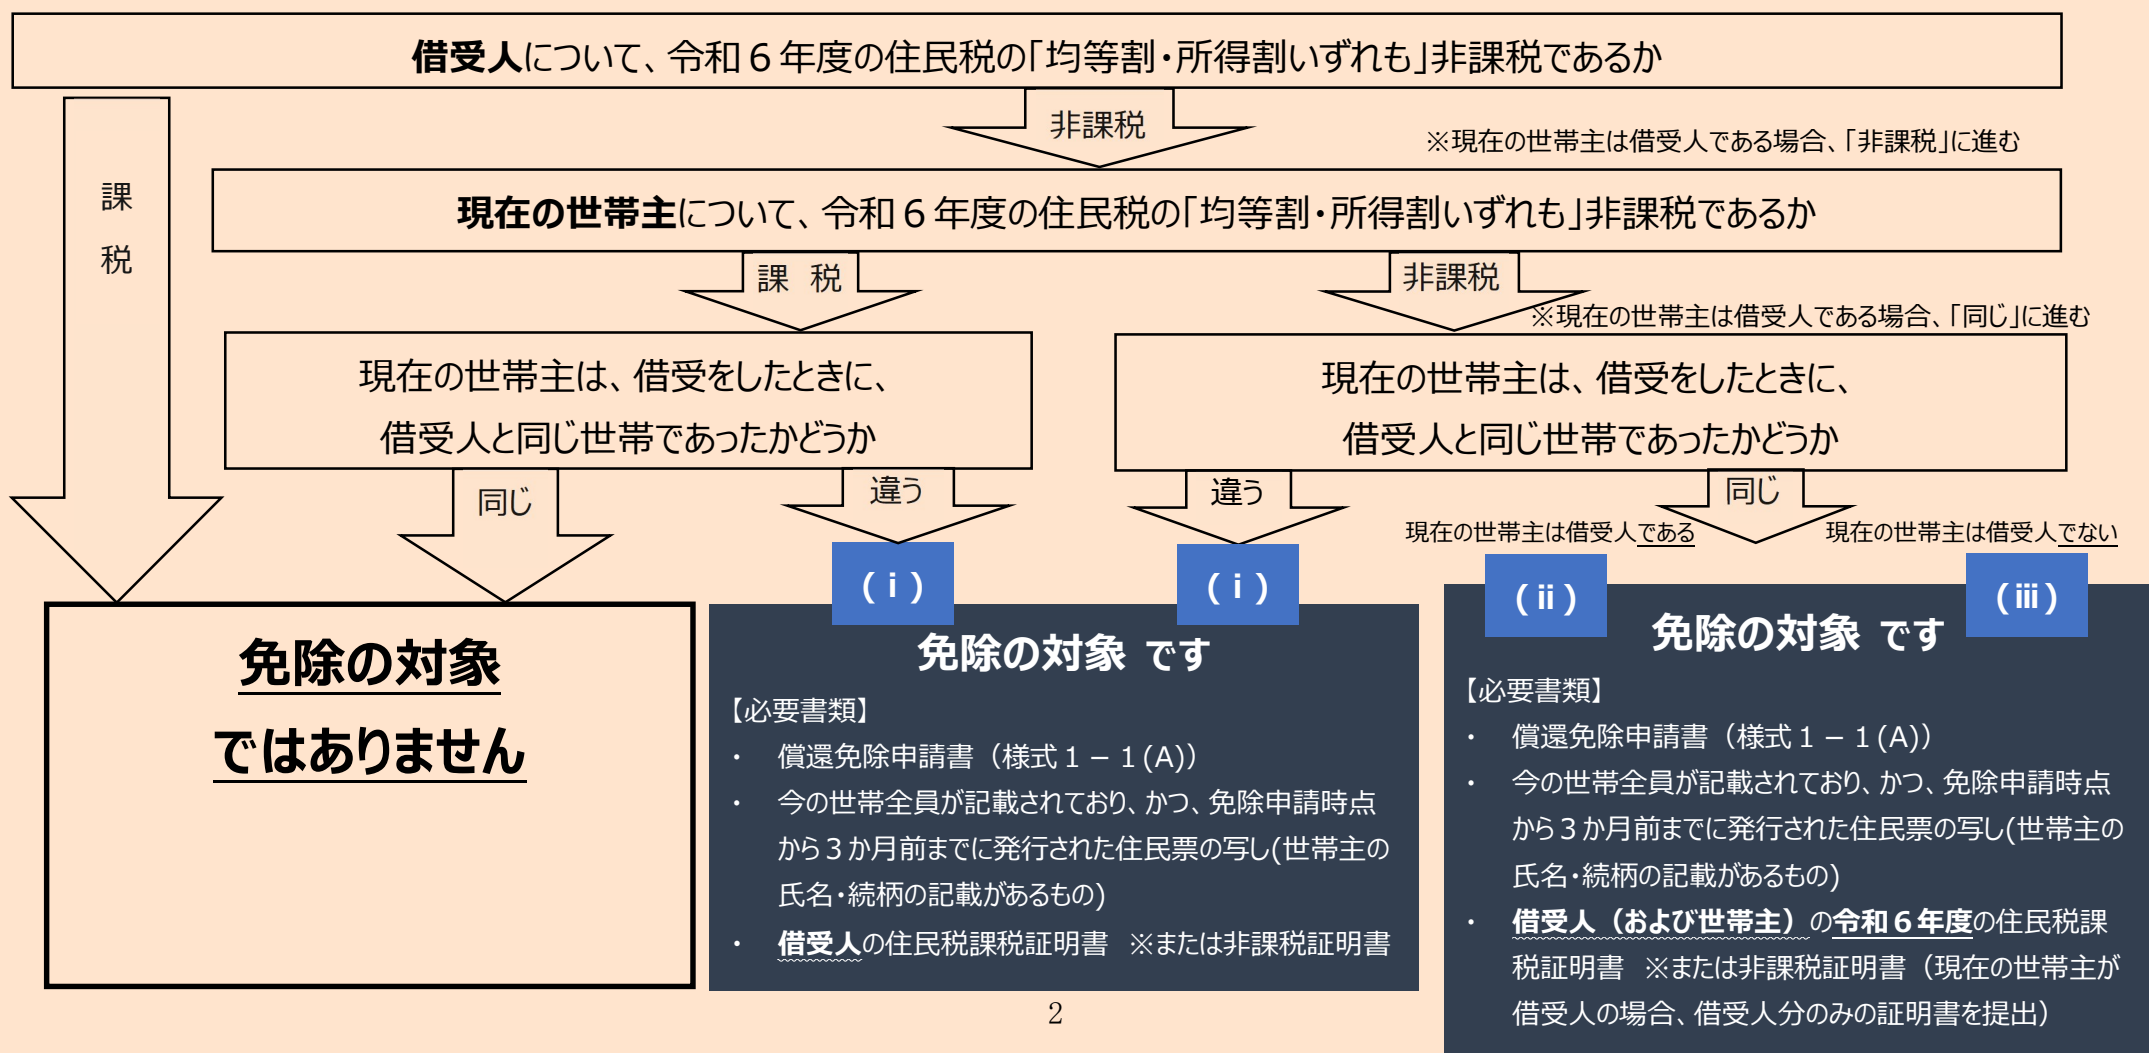 借受人について、令和６年度の住民税の「均等割・所得割いずれも」非課税であるか
非課税
※現在の世帯主は借受人である場合、「非課税」に進む
課
税
現在の世帯主について、令和６年度の住民税の「均等割・所得割いずれも」非課税であるか
課　税
非課税
※現在の世帯主は借受人である場合、「同じ」に進む
現在の世帯主は、借受をしたときに、
借受人と同じ世帯であったかどうか
現在の世帯主は、借受をしたときに、
借受人と同じ世帯であったかどうか
同じ
違う
違う
同じ
現在の世帯主は借受人である
現在の世帯主は借受人でない
免除の対象
ではありません
(ⅰ)
(ⅰ)
免除の対象 です
【必要書類】
・　償還免除申請書（様式１－１(A)）
・　今の世帯全員が記載されており、かつ、免除申請時点
から３か月前までに発行された住民票の写し(世帯主の
氏名・続柄の記載があるもの)
・　借受人の住民税課税証明書　※または非課税証明書
(ⅱ)
(ⅲ)
免除の対象 です
【必要書類】
・　償還免除申請書（様式１－１(A)）
・　今の世帯全員が記載されており、かつ、免除申請時点
から３か月前までに発行された住民票の写し(世帯主の
氏名・続柄の記載があるもの)
・　借受人（および世帯主）の令和６年度の住民税課
税証明書　※または非課税証明書（現在の世帯主が
借受人の場合、借受人分のみの証明書を提出）
2